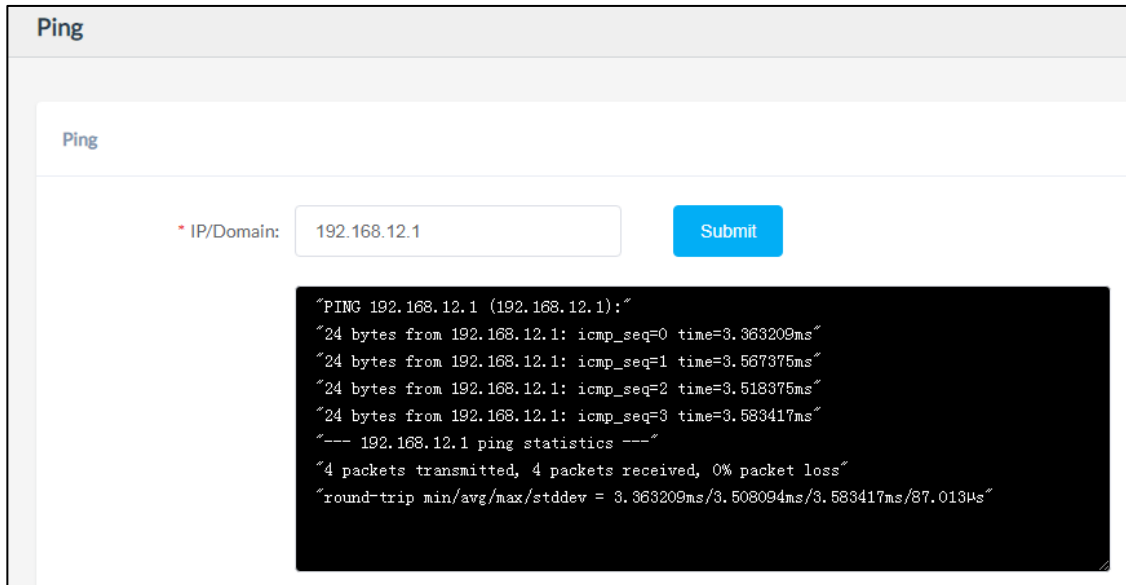 Ping
Ping
* IP/Domain:
192.168.12.1
Submit
"PING 192.168.12.1 (192.168.12.1):"
"24 bytes from 192.168.12.1: icmp_seq=0 time=3.363209ms"
"24 bytes from 192.168.12.1: icmp_seq=1 time=3.567375ms"
"24 bytes from 192.168.12.1: icmp_seq=2 time=3.518375ms"
"24 bytes from 192.168.12.1: icmp_seq=3 time=3.583417ms"
"--- 192.168.12.1 ping statistics ---"
"4 packets transmitted, 4 packets received, 0% packet loss"
"round-trip min/avg/max/stddev = 3.363209ms/3.508094ms/3.583417ms/87.013µs"